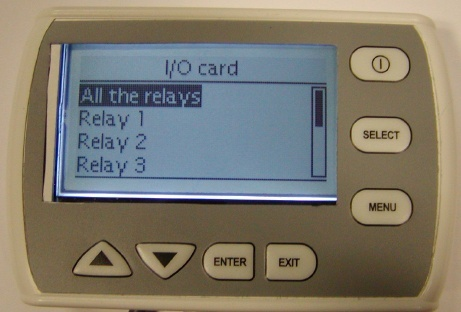 I/O card
All the relays
Relay 1
Relay 2
Relay 3
SELECT
MENU
ENTER
EXIT